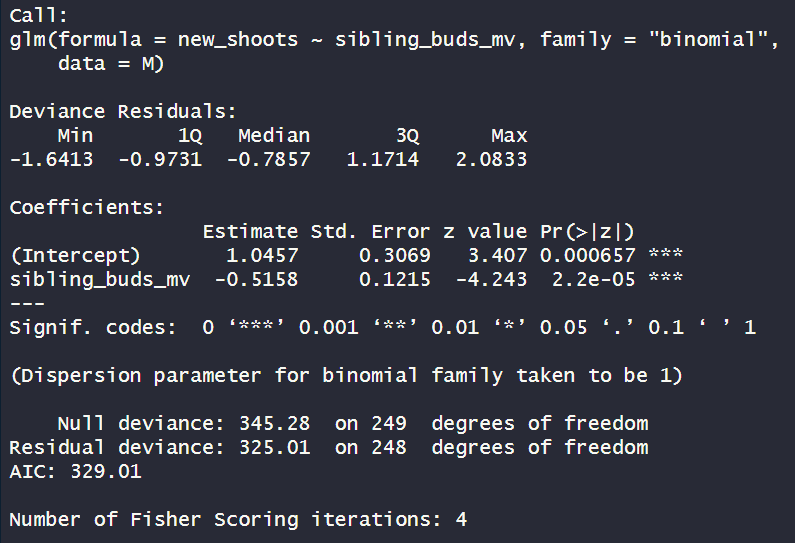 Call:
glm(formula = new_shoots ~ sibling_buds_mv, family = "binomial",
    data = M)

Deviance Residuals:
    Min       1Q   Median       3Q      Max
-1.6413  -0.9731  -0.7857   1.1714   2.0833

Coefficients:
                Estimate Std. Error z value Pr(>|z|)
(Intercept)       1.0457     0.3069   3.407 0.000657 ***
sibling_buds_mv  -0.5158     0.1215  -4.243  2.2e-05 ***
---
Signif. codes:  0 ‘***’ 0.001 ‘**’ 0.01 ‘*’ 0.05 ‘.’ 0.1 ‘ ’ 1

(Dispersion parameter for binomial family taken to be 1)

    Null deviance: 345.28  on 249  degrees of freedom
Residual deviance: 325.01  on 248  degrees of freedom
AIC: 329.01

Number of Fisher Scoring iterations: 4